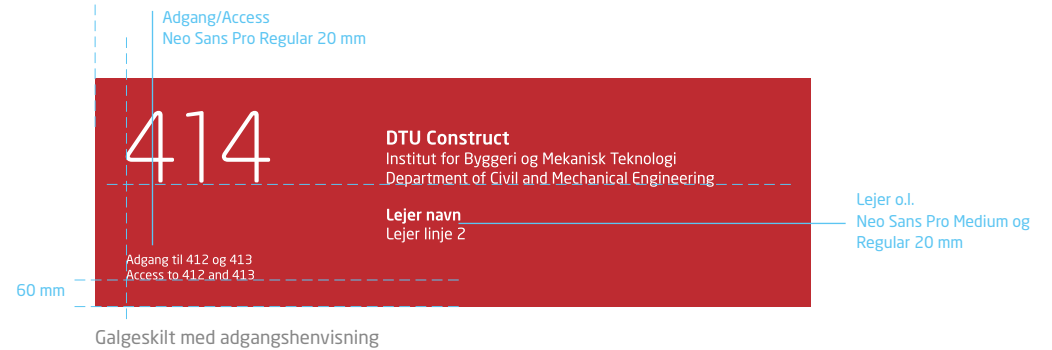 Adgang/Access
Neo Sans Pro Regular 20 mm
414
DTU Construct
Institut for Byggeri og Mekanisk Teknologi
Department of Civil and Mechanical Engineering
Lejer navn
Lejer linje 2
Lejer o.l.
Neo Sans Pro Medium og
Regular 20 mm
Adgang til 412 og 413
Access to 412 and 413
60 mm
Galgeskilt med adgangshenvisning